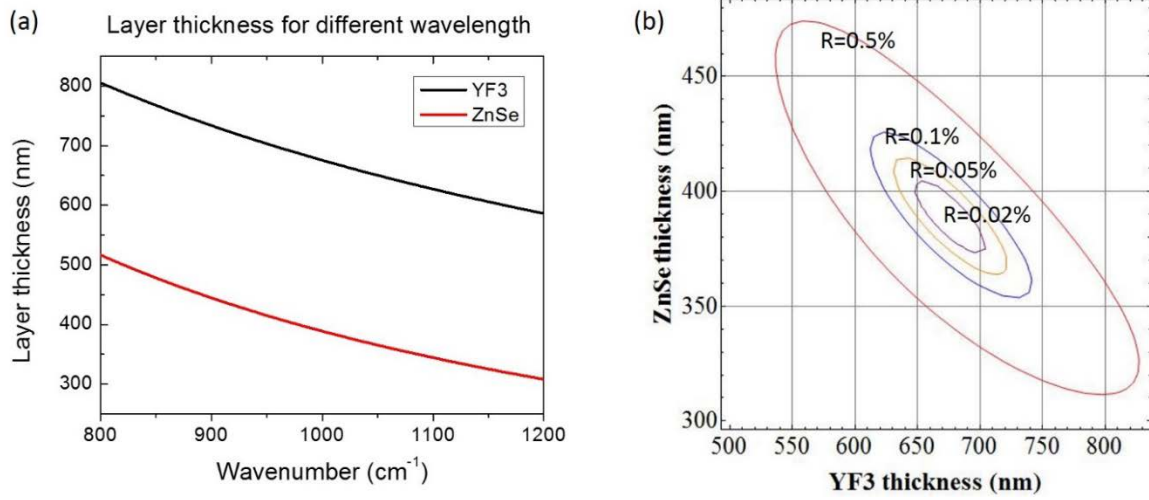 (a)
Layer thickness for different wavelength
YF3
ZnSe
800
700
600
500
400
300
Layer thickness (nm)
800 900 1000 1100 1200
Wavenumber (cm⁻¹)
(b)
R=0.5%
R=0.1%
R=0.05%
R=0.02%
450
400
350
300
ZnSe thickness (nm)
500 550 600 650 700 750 800
YF3 thickness (nm)